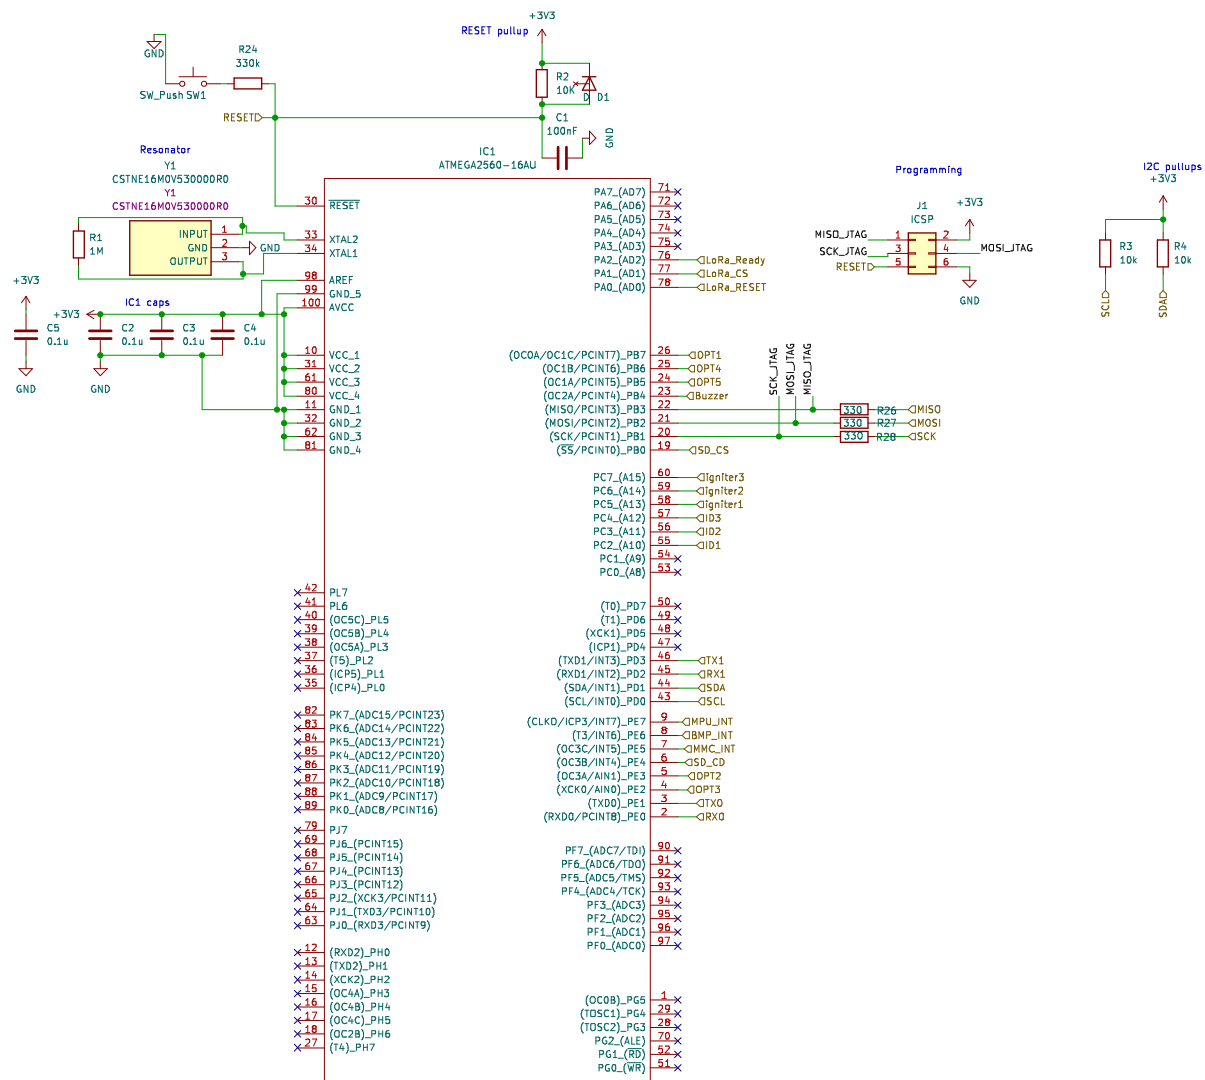 +3V3
RESET pullup
GND
R24
330k
SW_Push SW1
R2
10K
D D1
RESET
C1
100nF
GND
IC1
ATMEGA2560-16AU
Resonator
Y1
CSTNE16M0V530000R0
Y1
CSTNE16M0V530000R0
R1
1M
INPUT 1
GND 2
OUTPUT 3
GND
+3V3
IC1 caps
+3V3
C5
0.1u
C2
0.1u
C3
0.1u
C4
0.1u
GND
GND
30 RESET
33 XTAL2
34 XTAL1
98 AREF
99 GND_5
100 AVCC
10 VCC_1
31 VCC_2
61 VCC_3
80 VCC_4
11 GND_1
32 GND_2
62 GND_3
81 GND_4
42 PL7
41 PL6
40 (OC5C)_PL5
39 (OC5B)_PL4
38 (OC5A)_PL3
37 (T5)_PL2
36 (ICP5)_PL1
35 (ICP4)_PL0
82 PK7_(ADC15/PCINT23)
83 PK6_(ADC14/PCINT22)
84 PK5_(ADC13/PCINT21)
85 PK4_(ADC12/PCINT20)
86 PK3_(ADC11/PCINT19)
87 PK2_(ADC10/PCINT18)
88 PK1_(ADC9/PCINT17)
89 PK0_(ADC8/PCINT16)
79 PJ7
69 PJ6_(PCINT15)
68 PJ5_(PCINT14)
67 PJ4_(PCINT13)
66 PJ3_(PCINT12)
65 PJ2_(XCK3/PCINT11)
64 PJ1_(TXD3/PCINT10)
63 PJ0_(RXD3/PCINT9)
12 (RXD2)_PH0
13 (TXD2)_PH1
14 (XCK2)_PH2
15 (OC4A)_PH3
16 (OC4B)_PH4
17 (OC4C)_PH5
18 (OC2B)_PH6
27 (T4)_PH7
PA7_(AD7) 71
PA6_(AD6) 72
PA5_(AD5) 73
PA4_(AD4) 74
PA3_(AD3) 75
PA2_(AD2) 76 LoRa_Ready
PA1_(AD1) 77 LoRa_CS
PA0_(AD0) 78 LoRa_RESET
(OC0A/OC1C/PCINT7)_PB7 26 OPT1
(OC1B/PCINT6)_PB6 25 OPT4
(OC1A/PCINT5)_PB5 24 OPT5
(OC2A/PCINT4)_PB4 23 Buzzer
(MISO/PCINT3)_PB3 22 330 R26 MISO
(MOSI/PCINT2)_PB2 21 330 R27 MOSI
(SCK/PCINT1)_PB1 20 330 R28 SCK
(SS/PCINT0)_PB0 19 SD_CS
SCK_JTAG
MOSI_JTAG
MISO_JTAG
PC7_(A15) 60 igniter3
PC6_(A14) 59 igniter2
PC5_(A13) 58 igniter1
PC4_(A12) 57 ID3
PC3_(A11) 56 ID2
PC2_(A10) 55 ID1
PC1_(A9) 54
PC0_(A8) 53
(T0)_PD7 50
(T1)_PD6 49
(XCK1)_PD5 48
(ICP1)_PD4 47
(TXD1/INT3)_PD3 46 TX1
(RXD1/INT2)_PD2 45 RX1
(SDA/INT1)_PD1 44 SDA
(SCL/INT0)_PD0 43 SCL
(CLKO/ICP3/INT7)_PE7 9 MPU_INT
(T3/INT6)_PE6 8 BMP_INT
(OC3C/INT5)_PE5 7 MMC_INT
(OC3B/INT4)_PE4 6 SD_CD
(OC3A/AIN1)_PE3 5 OPT2
(XCK0/AIN0)_PE2 4 OPT3
(TXD0)_PE1 3 TX0
(RXD0/PCINT8)_PE0 2 RX0
PF7_(ADC7/TDI) 90
PF6_(ADC6/TDO) 91
PF5_(ADC5/TMS) 92
PF4_(ADC4/TCK) 93
PF3_(ADC3) 94
PF2_(ADC2) 95
PF1_(ADC1) 96
PF0_(ADC0) 97
(OC0B)_PG5 1
(TOSC1)_PG4 29
(TOSC2)_PG3 28
PG2_(ALE) 70
PG1_(RD) 52
PG0_(WR) 51
Programming
J1
ICSP
+3V3
MISO_JTAG 1 2
SCK_JTAG 3 4 MOSI_JTAG
RESET 5 6
GND
I2C pullups
+3V3
R3
10k
R4
10k
SCL
SDA